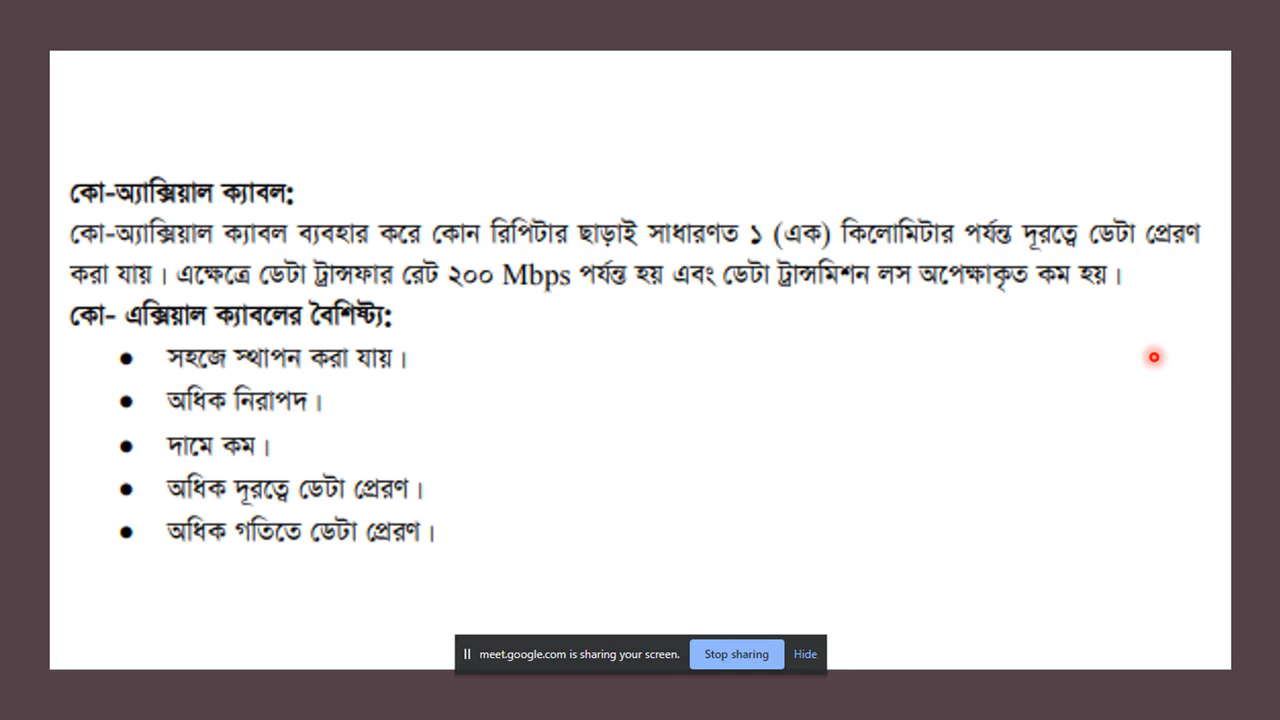 কো-অ্যাক্সিয়াল ক্যাবল:
কো-অ্যাক্সিয়াল ক্যাবল ব্যবহার করে কোন রিপিটার ছাড়াই সাধারণত ১ (এক) কিলোমিটার পর্যন্ত দূরত্বে ডেটা প্রেরণ
করা যায়। এক্ষেত্রে ডেটা ট্রান্সফার রেট ২০০ Mbps পর্যন্ত হয় এবং ডেটা ট্রান্সমিশন লস অপেক্ষাকৃত কম হয়।
কো- এক্সিয়াল ক্যাবলের বৈশিষ্ট্য:
● সহজে স্থাপন করা যায়।
● অধিক নিরাপদ।
● দামে কম।
● অধিক দূরত্বে ডেটা প্রেরণ।
● অধিক গতিতে ডেটা প্রেরণ।
meet.google.com is sharing your screen. Stop sharing Hide